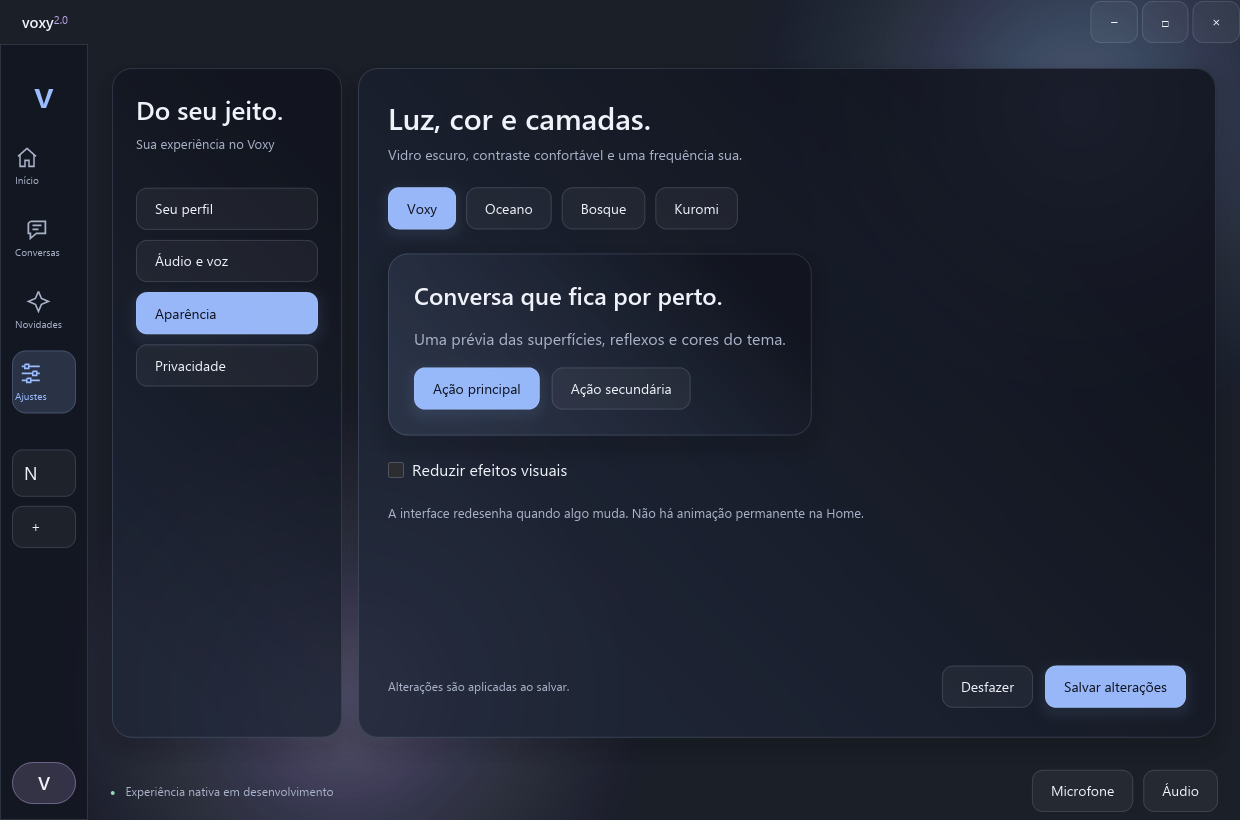 voxy2.0
V
Início
Conversas
Novidades
Ajustes
N
+
V
Do seu jeito.
Sua experiência no Voxy
Seu perfil
Áudio e voz
Aparência
Privacidade
Luz, cor e camadas.
Vidro escuro, contraste confortável e uma frequência sua.
Voxy Oceano Bosque Kuromi
Conversa que fica por perto.
Uma prévia das superfícies, reflexos e cores do tema.
Ação principal Ação secundária
Reduzir efeitos visuais
A interface redesenha quando algo muda. Não há animação permanente na Home.
Alterações são aplicadas ao salvar.
Desfazer Salvar alterações
Experiência nativa em desenvolvimento
Microfone Áudio